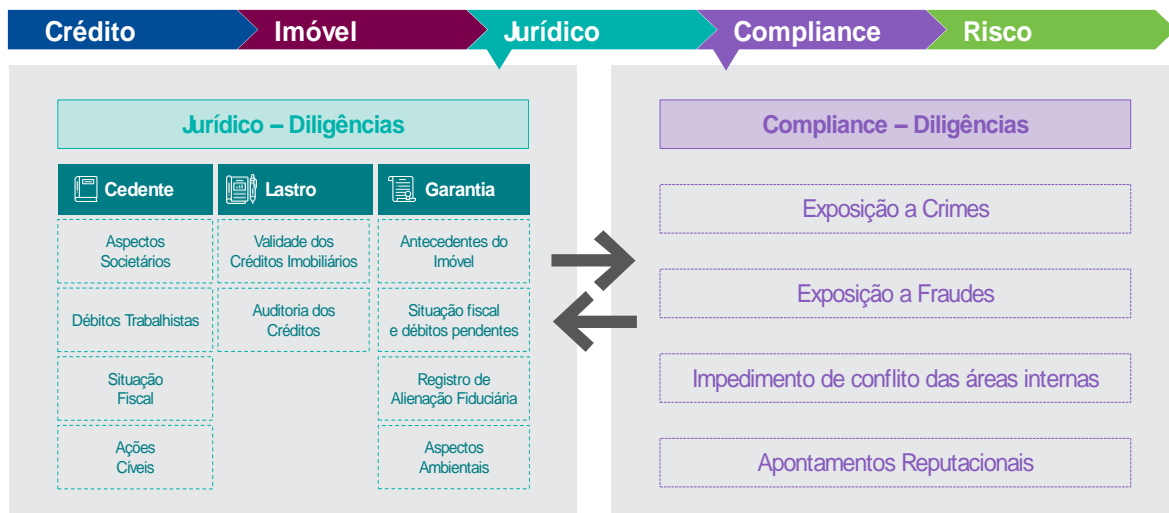 Crédito
Imóvel
Jurídico
Compliance
Risco
Jurídico – Diligências
Cedente
Lastro
Garantia
Aspectos
Societários
Validade dos
Créditos Imobiliários
Antecedentes do
Imóvel
Débitos Trabalhistas
Auditoria dos
Créditos
Situação fiscal
e débitos pendentes
Situação
Fiscal
Registro de
Alienação Fiduciária
Ações
Cíveis
Aspectos
Ambientais
Compliance – Diligências
Exposição a Crimes
Exposição a Fraudes
Impedimento de conflito das áreas internas
Apontamentos Reputacionais